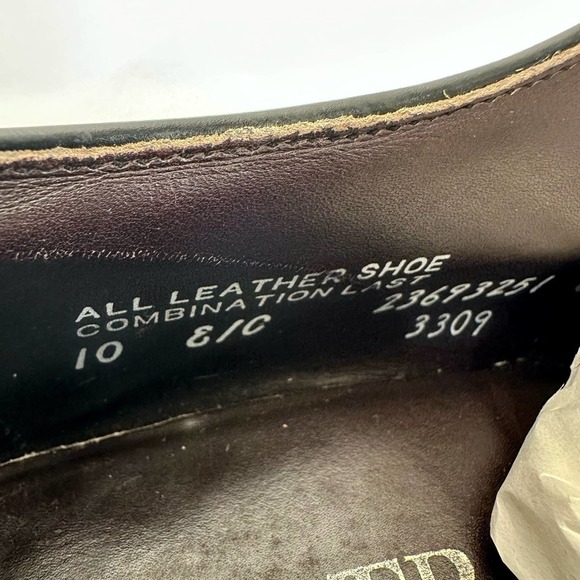 ALL LEATHER SHOE
COMBINATION LAST 23693251
10 E/C 3309